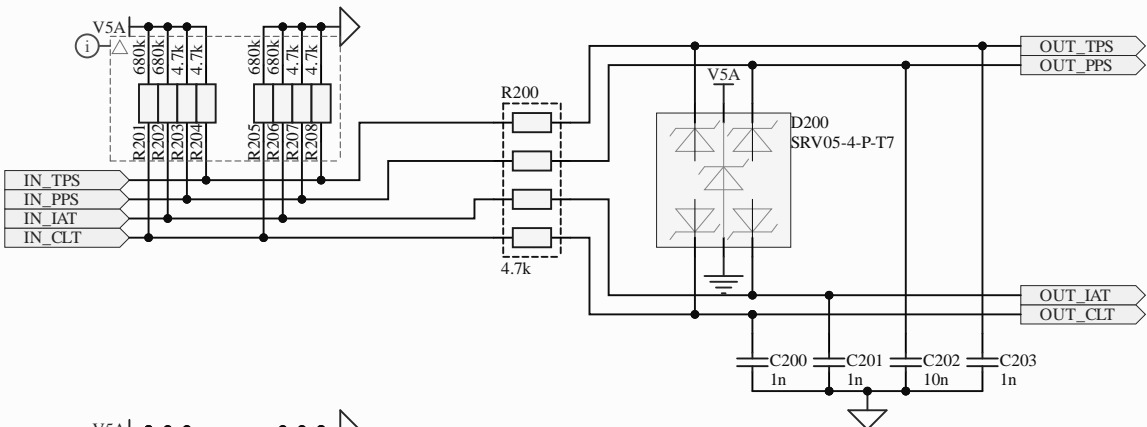 V5A
i
680k
680k
4.7k
4.7k
680k
680k
4.7k
4.7k
R201
R202
R203
R204
R205
R206
R207
R208
IN_TPS
IN_PPS
IN_IAT
IN_CLT
R200
4.7k
V5A
D200
SRV05-4-P-T7
OUT_TPS
OUT_PPS
OUT_IAT
OUT_CLT
C200
1n
C201
1n
C202
10n
C203
1n
V5A